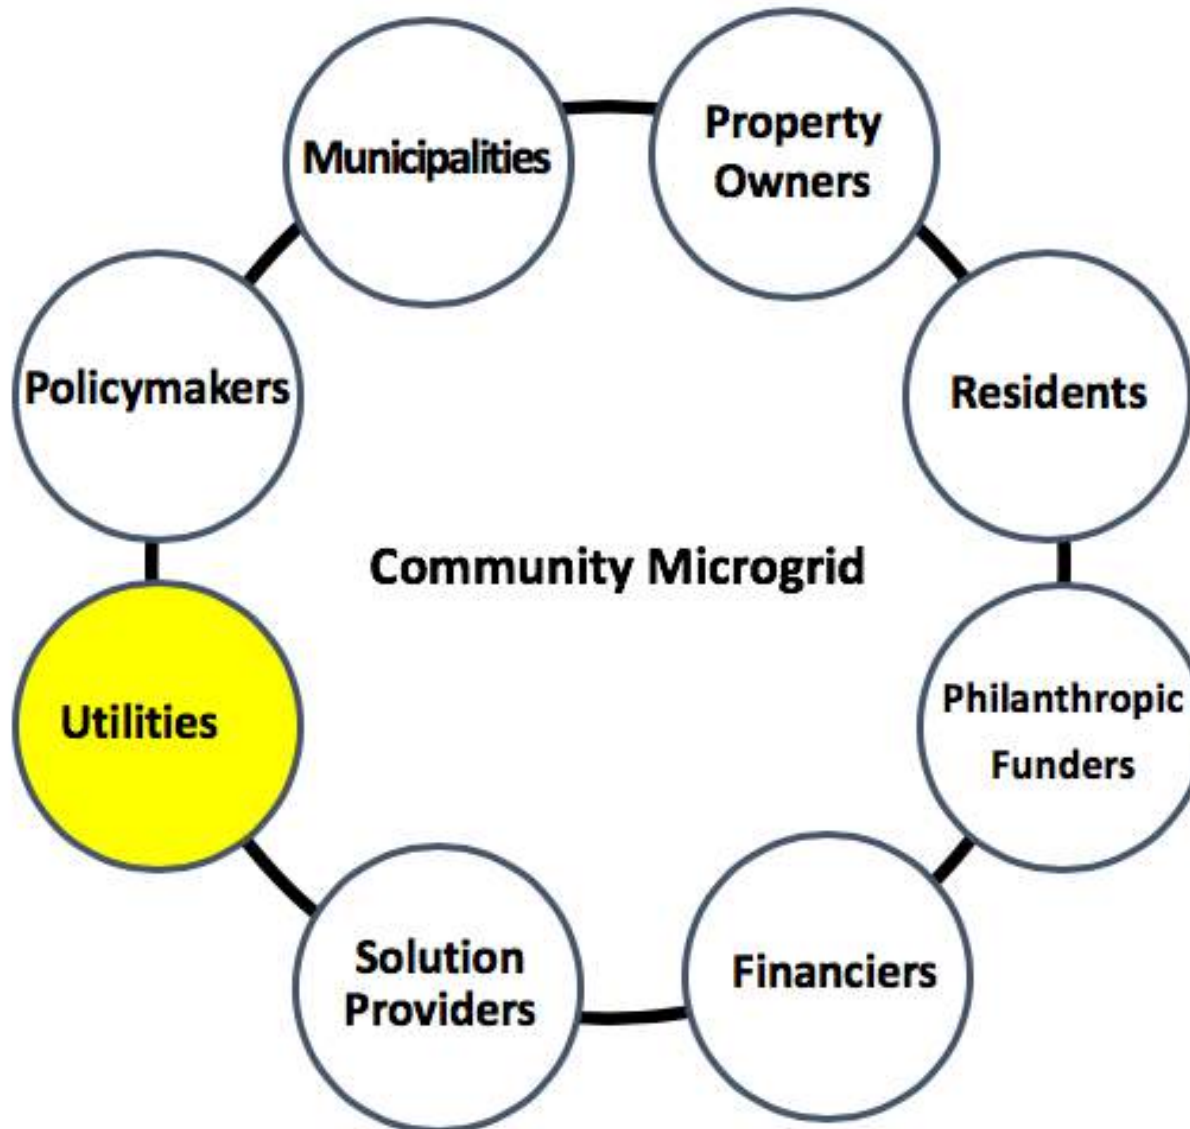 Municipalities
Property
Owners
Policymakers
Residents
Community Microgrid
Utilities
Philanthropic
Funders
Solution
Providers
Financiers